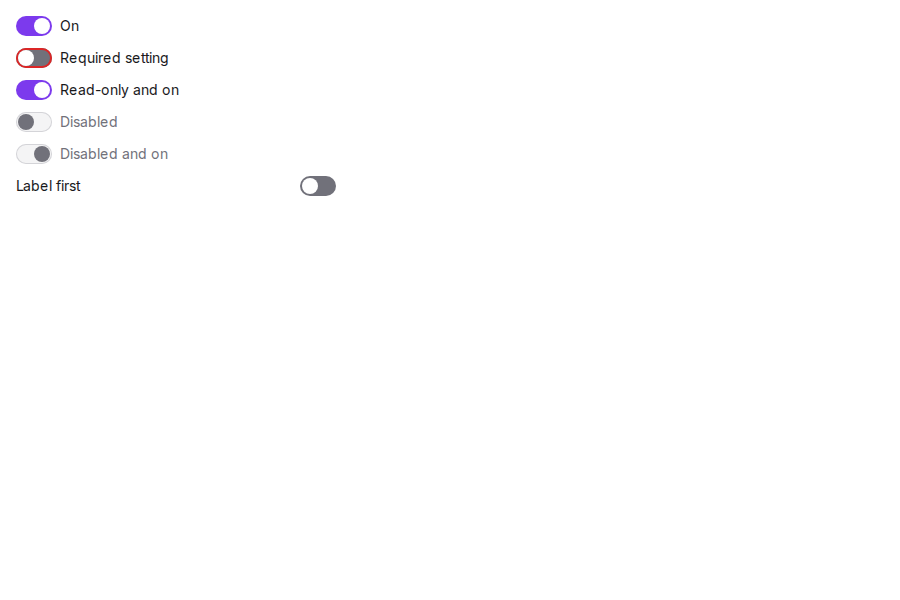 On
Required setting
Read-only and on
Disabled
Disabled and on
Label first